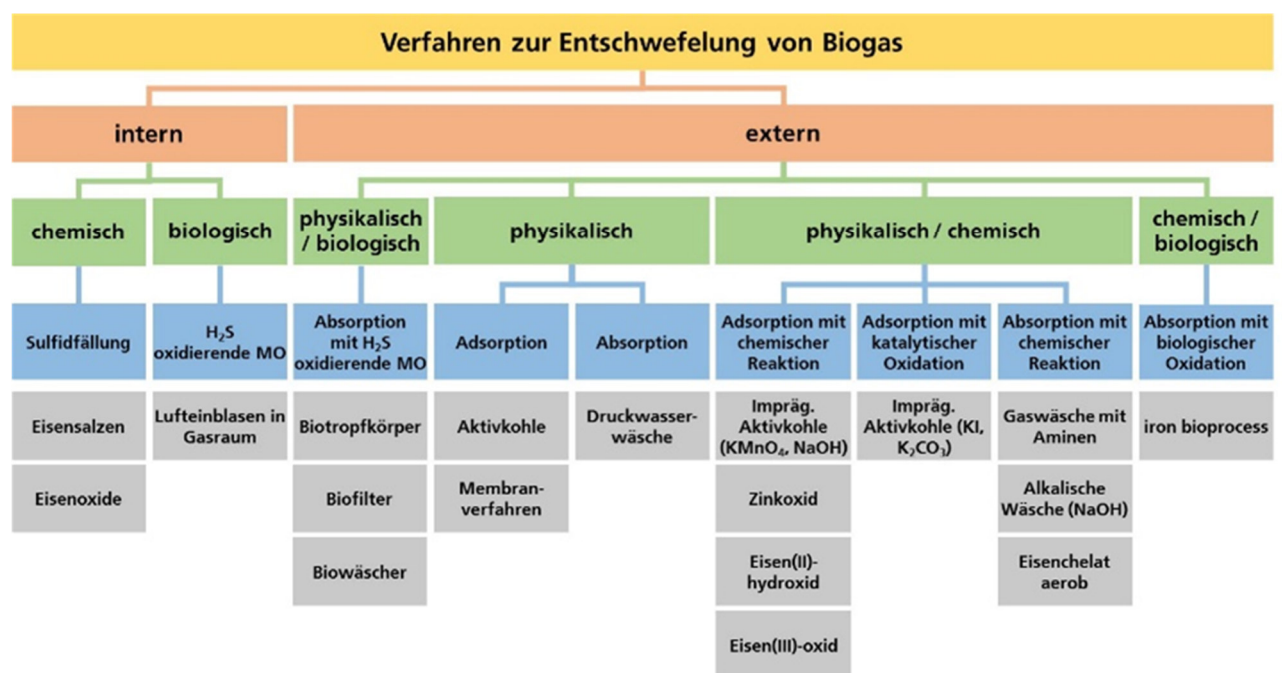 Verfahren zur Entschwefelung von Biogas
intern
extern
chemisch
biologisch
physikalisch
/ biologisch
physikalisch
physikalisch / chemisch
chemisch /
biologisch
Sulfidfällung
H₂S
oxidierende MO
Absorption
mit H₂S
oxidierende MO
Adsorption
Absorption
Adsorption mit
chemischer
Reaktion
Adsorption mit
katalytischer
Oxidation
Absorption mit
chemischer
Reaktion
Absorption mit
biologischer
Oxidation
Eisensalzen
Lufteinblasen in
Gasraum
Biotropfkörper
Aktivkohle
Druckwasser-
wäsche
Impräg.
Aktivkohle
(KMnO₄, NaOH)
Impräg.
Aktivkohle (KI,
K₂CO₃)
Gaswäsche mit
Aminen
iron bioprocess
Eisenoxide
Biofilter
Membran-
verfahren
Zinkoxid
Alkalische
Wäsche (NaOH)
Biowäscher
Eisen(II)-
hydroxid
Eisenchelat
aerob
Eisen(III)-oxid